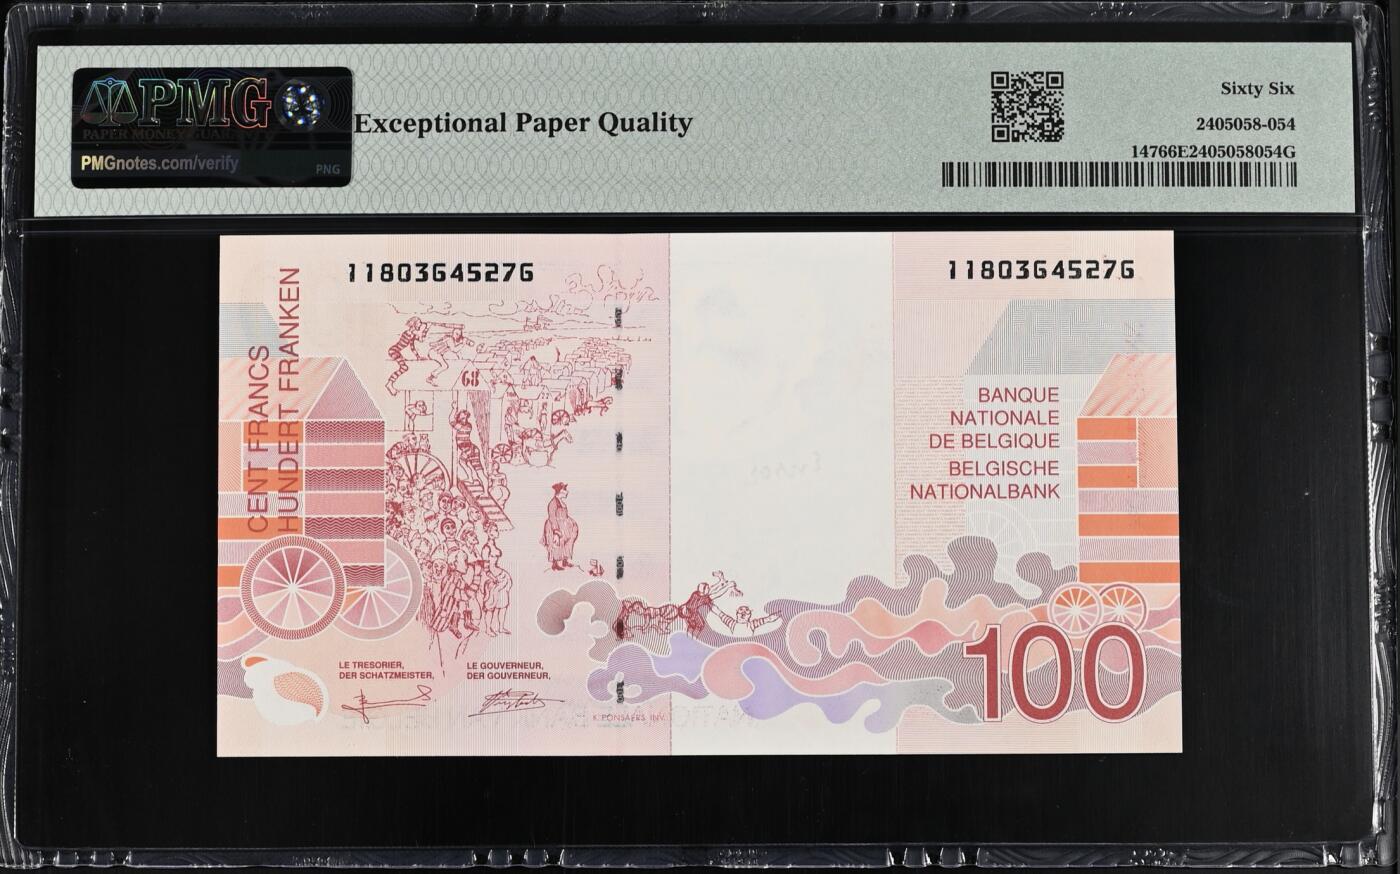 PMG
PAPER MONEY GUARANTY
PMGnotes.com/verify
PNG
Exceptional Paper Quality
Sixty Six
2405058-054
14766E2405058054G
11803645276
11803645276
CENT FRANCS
HUNDERT FRANKEN
68
BANQUE
NATIONALE
DE BELGIQUE
BELGISCHE
NATIONALBANK
LE TRESORIER,
DER SCHATZMEISTER,
LE GOUVERNEUR,
DER GOUVERNEUR,
K. PONSAERS INV.
100